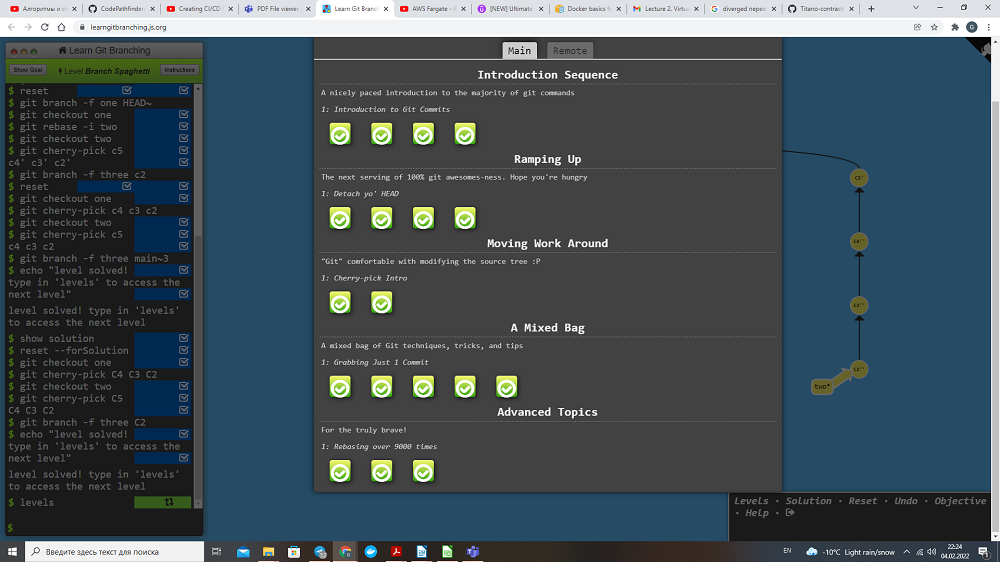 Алгоритмы и с
CodePathfinder
Creating CI/CD
PDF File viewer
Learn Git Branc
AWS Fargate - F
[NEW] Ultimate
Docker basics fo
Lecture 2. Virtu
diverged перев
Titano-contract
learngitbranching.js.org
G
Learn Git Branching
Show Goal
Level Branch Spaghetti
Instructions
$ reset
$ git branch -f one HEAD~
$ git checkout one
$ git rebase -i two
$ git checkout two
$ git cherry-pick c5
c4' c3' c2'
$ git branch -f three c2
$ reset
$ git checkout one
$ git cherry-pick c4 c3 c2
$ git checkout two
$ git cherry-pick c5
c4 c3 c2
$ git branch -f three main~3
$ echo "level solved!
type in 'levels' to access the
next level"
level solved! type in 'levels'
to access the next level
$ show solution
$ reset --forSolution
$ git checkout one
$ git cherry-pick C4 C3 C2
$ git checkout two
$ git cherry-pick C5
C4 C3 C2
$ git branch -f three C2
$ echo "level solved!
type in 'levels' to access the
next level"
level solved! type in 'levels'
to access the next level
$ levels
$
Main
Remote
Introduction Sequence
A nicely paced introduction to the majority of git commands
1: Introduction to Git Commits
Ramping Up
The next serving of 100% git awesomes-ness. Hope you're hungry
1: Detach yo' HEAD
Moving Work Around
"Git" comfortable with modifying the source tree :P
1: Cherry-pick Intro
A Mixed Bag
A mixed bag of Git techniques, tricks, and tips
1: Grabbing Just 1 Commit
Advanced Topics
For the truly brave!
1: Rebasing over 9000 times
C5'
C4''
C3''
C2''
two*
Levels · Solution · Reset · Undo · Objective
· Help ·
Введите здесь текст для поиска
EN
-10°C Light rain/snow
22:24
04.02.2022